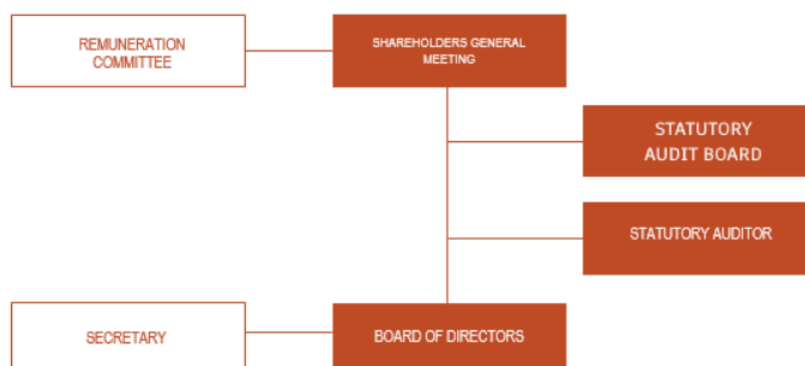 REMUNERATION
COMMITTEE
SHAREHOLDERS GENERAL
MEETING
STATUTORY
AUDIT BOARD
STATUTORY AUDITOR
SECRETARY
BOARD OF DIRECTORS